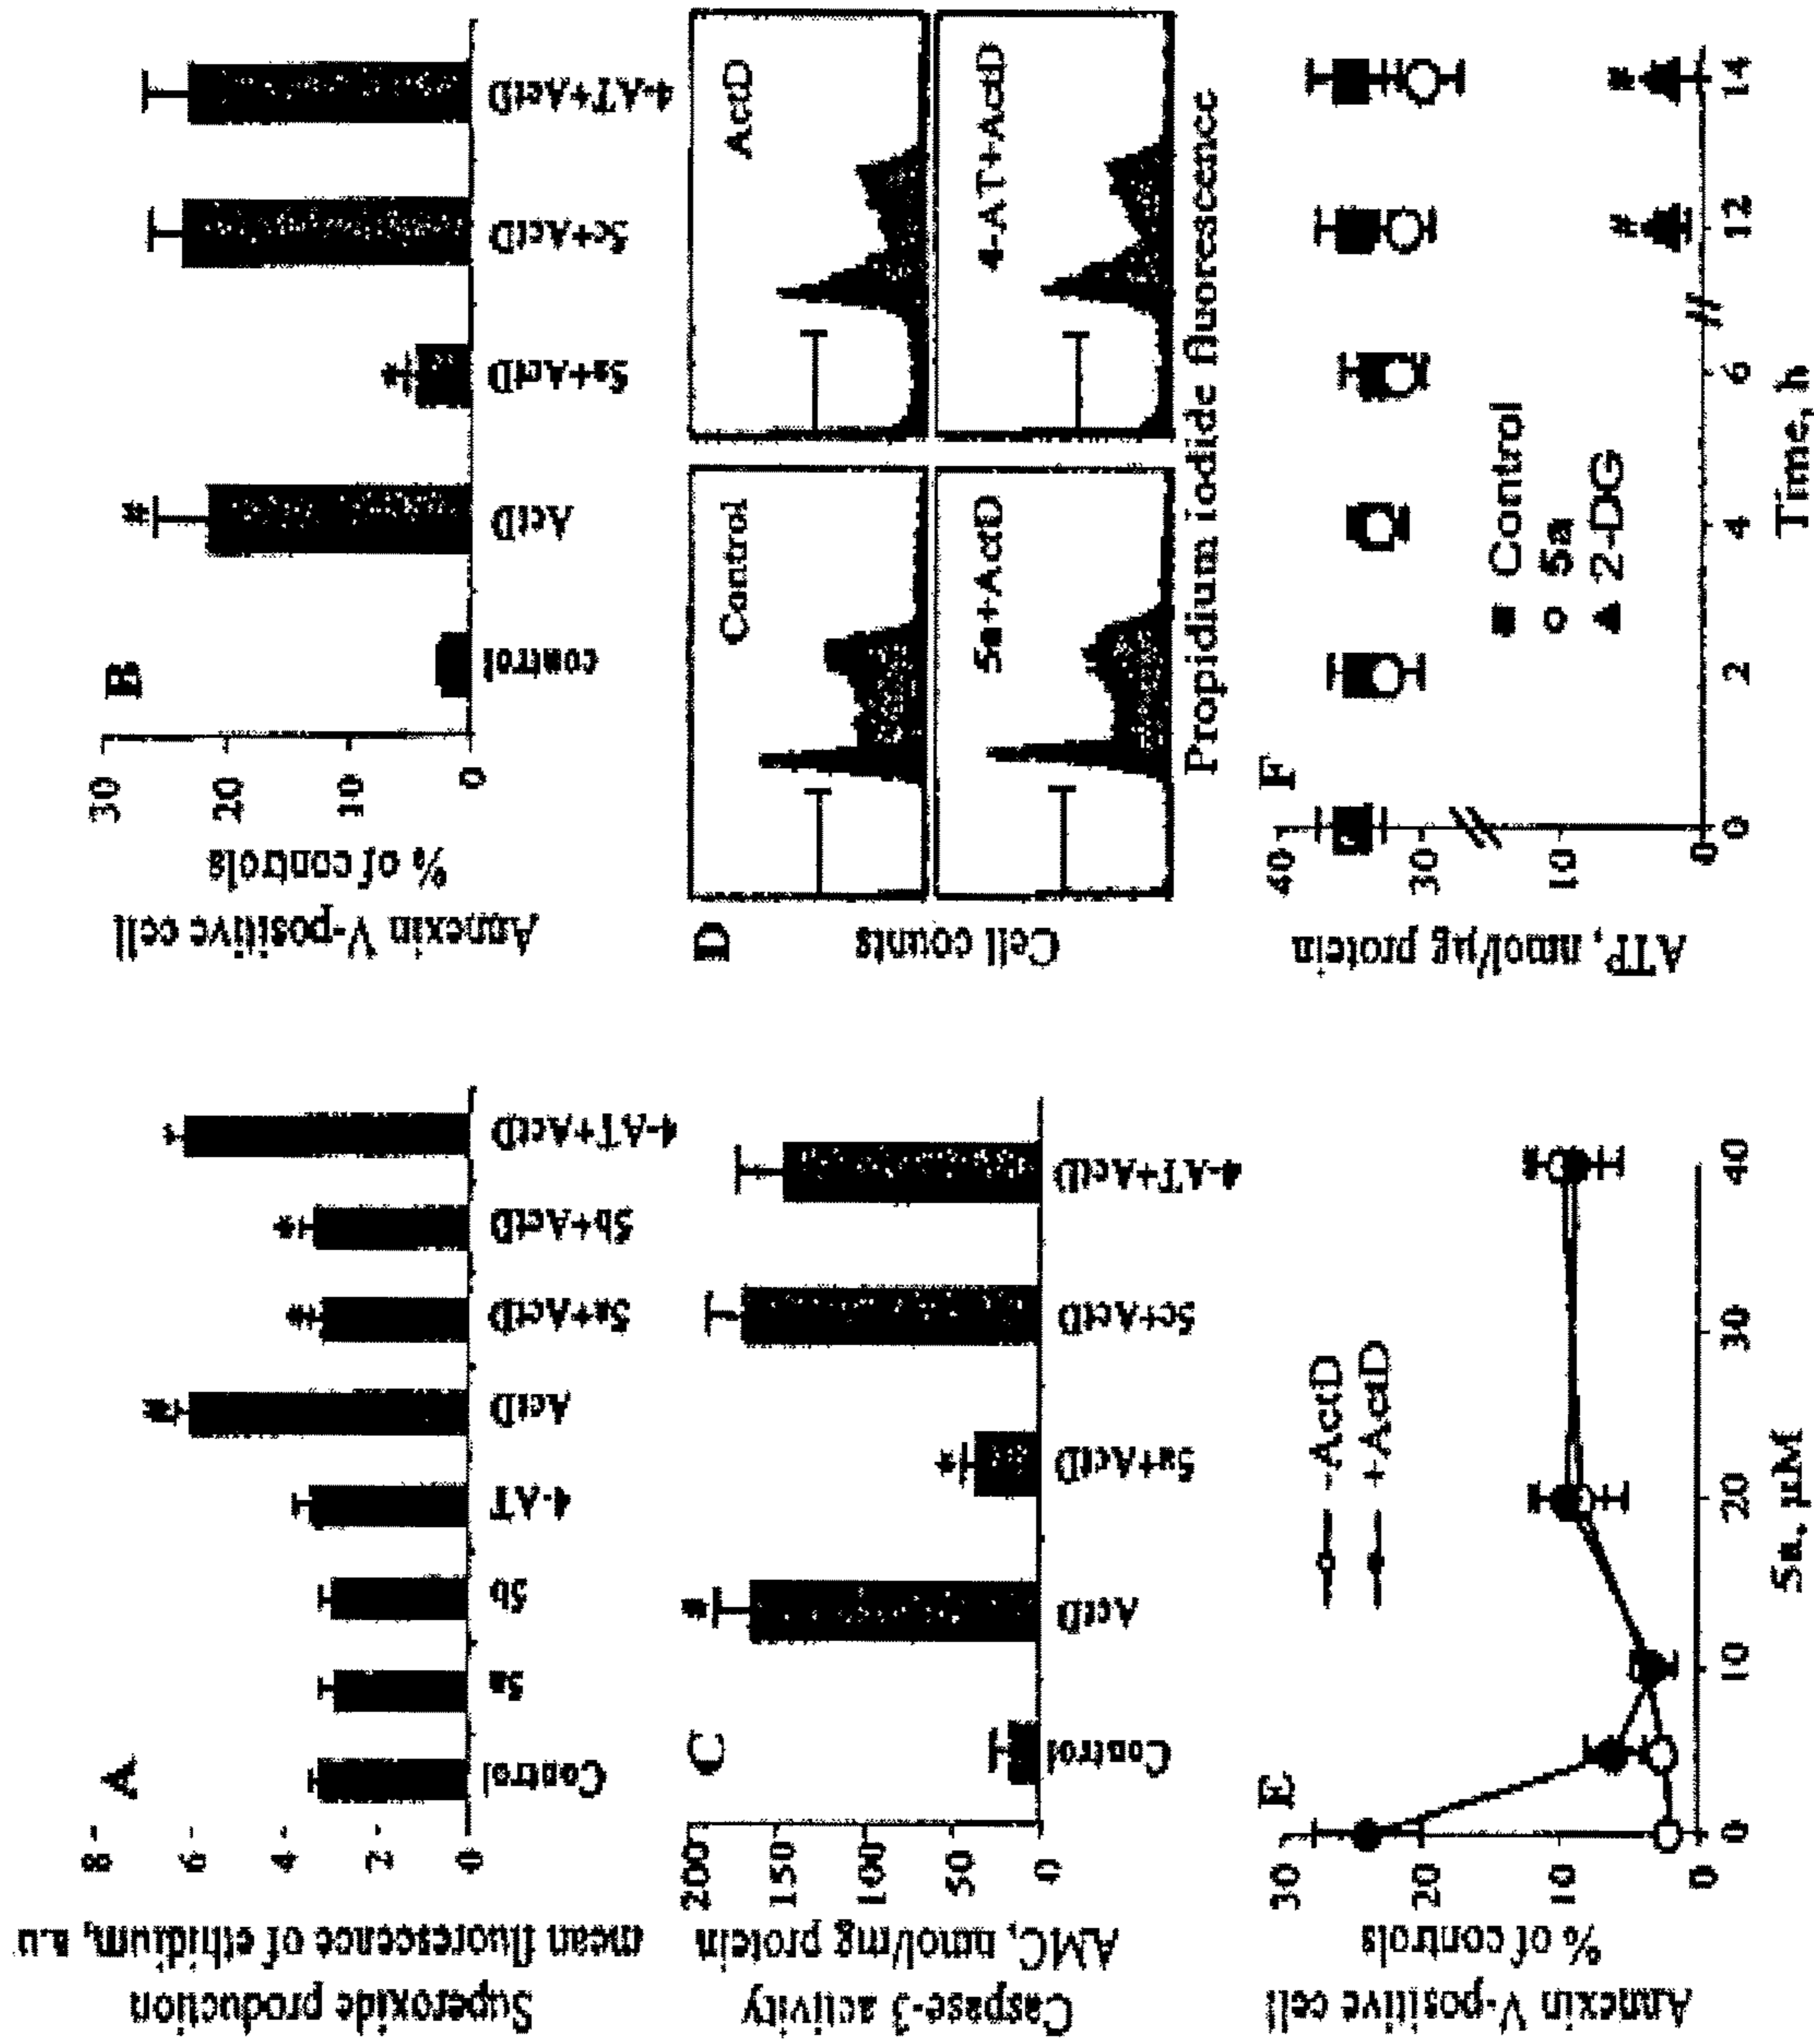 A
Superoxide production
mean fluorescence of ethidium, a.u
8
6
4
2
0
Control
5a
5b
4-AT
ActD
#
5a+ActD
*
5b+ActD
*
4-AT+ActD
B
Annexin V-positive cell
% of controls
30
20
10
0
control
ActD
#
5a+ActD
*
5c+ActD
4-AT+ActD
C
Caspase-3 activity
AMC, nmol/mg protein
200
150
100
50
0
Control
ActD
#
5a+ActD
*
5c+ActD
4-AT+ActD
D
Cell counts
Control
ActD
5a+ActD
4-AT+ActD
Propidium iodide fluorescence
E
Annexin V-positive cell
% of controls
30
20
10
0
-ActD
+ActD
0 10 20 30 40
5a, µM
F
ATP, nmol/µg protein
40
30
10
0
Control
5a
2-DG
#
#
0 2 4 6 12 14
Time, h